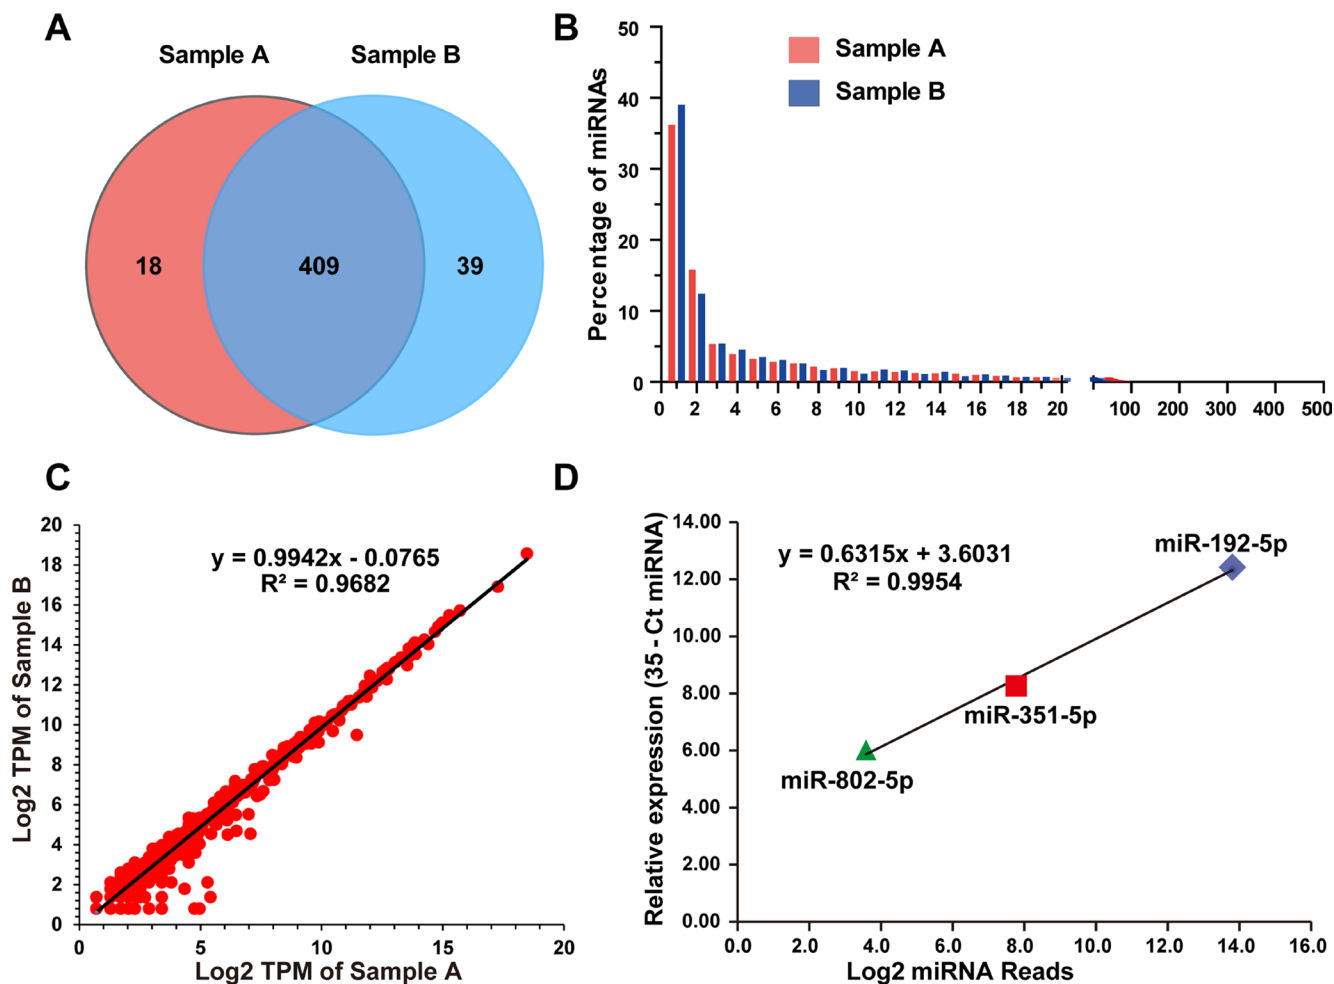 A
Sample A
Sample B
18
409
39
B
Sample A
Sample B
Percentage of miRNAs
50
40
30
20
10
0
0 2 4 6 8 10 12 14 16 18 20 100 200 300 400 500
C
y = 0.9942x - 0.0765
R² = 0.9682
Log2 TPM of Sample B
20
18
16
14
12
10
8
6
4
2
0
0 5 10 15 20
Log2 TPM of Sample A
D
y = 0.6315x + 3.6031
R² = 0.9954
miR-192-5p
miR-351-5p
miR-802-5p
Relative expression (35 - Ct miRNA)
14.00
12.00
10.00
8.00
6.00
4.00
2.00
0.00
0.0 2.0 4.0 6.0 8.0 10.0 12.0 14.0 16.0
Log2 miRNA Reads